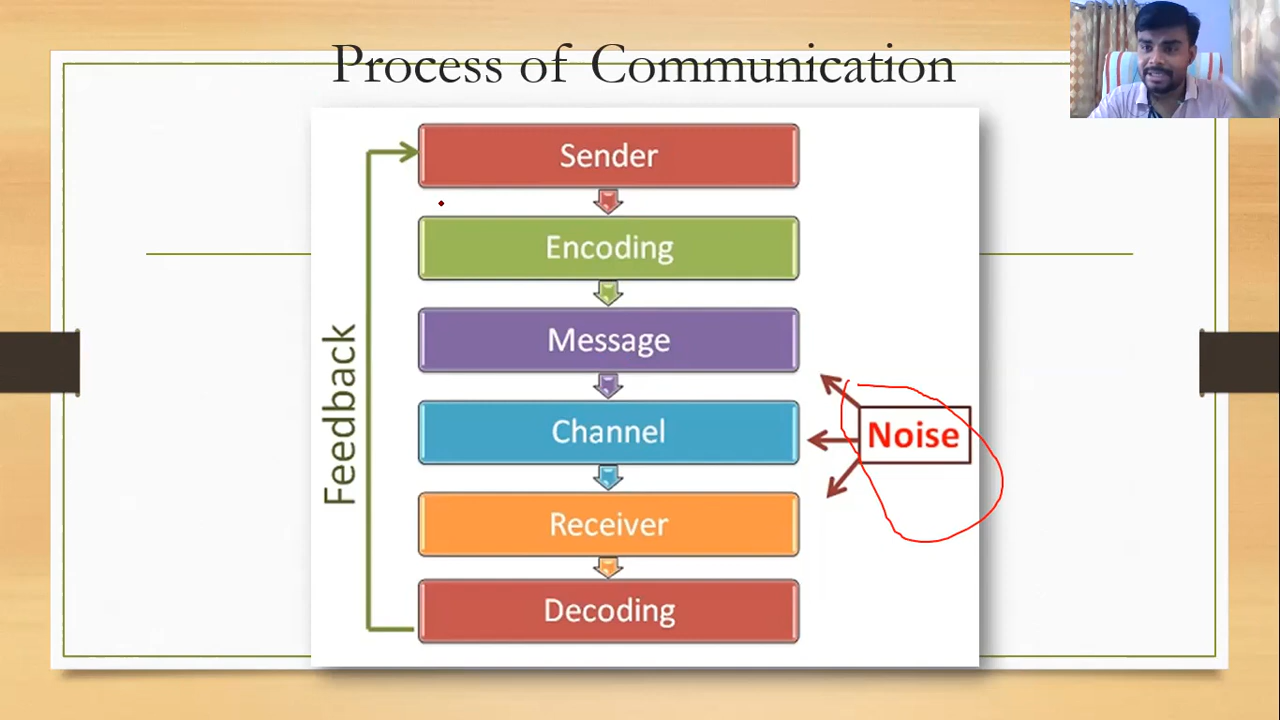 Process of Communication
Sender
Encoding
Message
Channel
Receiver
Decoding
Feedback
Noise